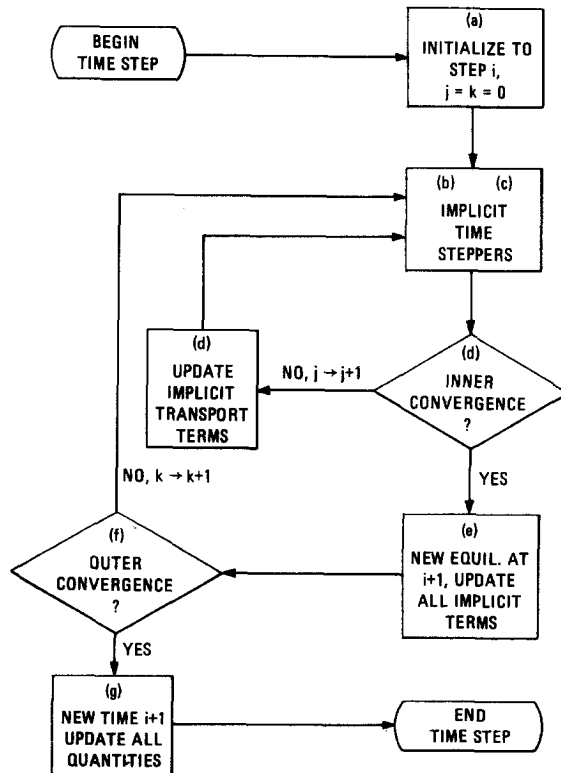 BEGIN
TIME STEP
(a)
INITIALIZE TO
STEP i,
j = k = 0
(b) (c)
IMPLICIT
TIME
STEPPERS
(d)
INNER
CONVERGENCE
?
NO, j → j+1
(d)
UPDATE
IMPLICIT
TRANSPORT
TERMS
YES
(e)
NEW EQUIL. AT
i+1, UPDATE
ALL IMPLICIT
TERMS
NO, k → k+1
(f)
OUTER
CONVERGENCE
?
YES
(g)
NEW TIME i+1
UPDATE ALL
QUANTITIES
END
TIME STEP